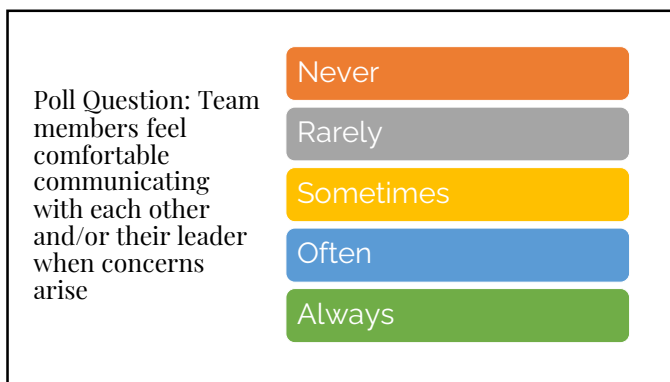 Poll Question: Team
members feel
comfortable
communicating
with each other
and/or their leader
when concerns
arise
Never
Rarely
Sometimes
Often
Always